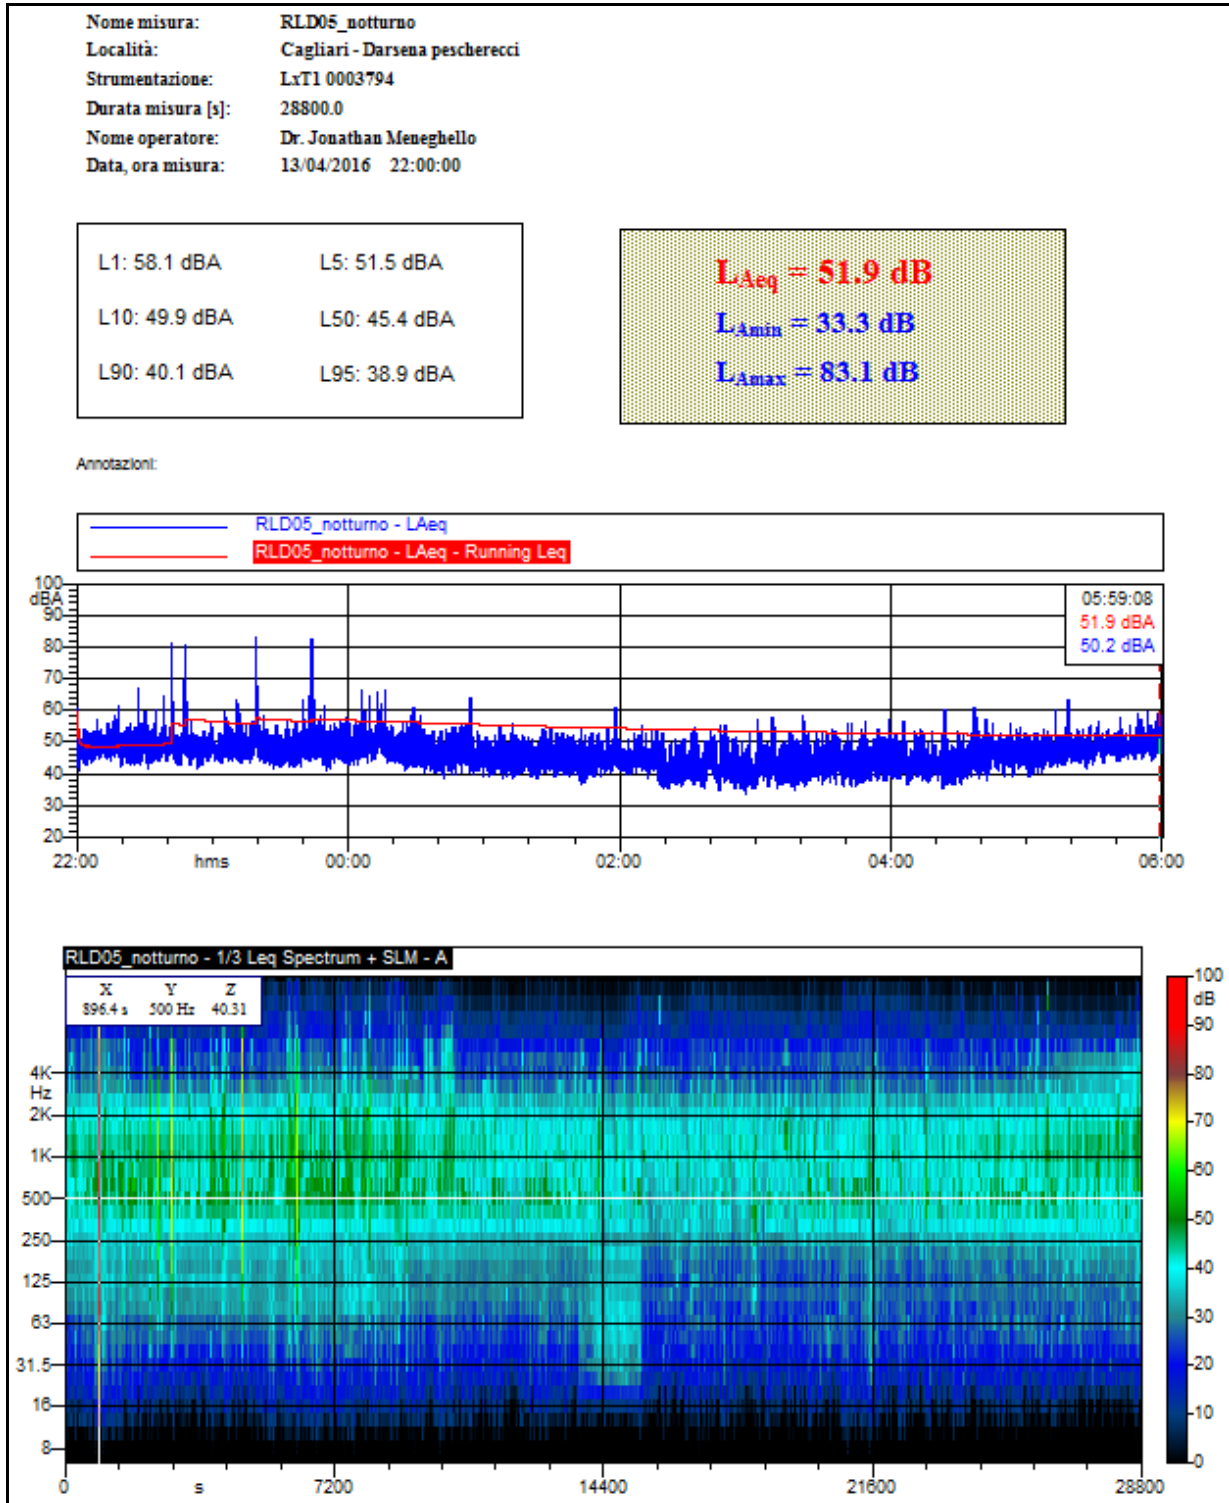 Nome misura: RLD05_notturno
Località: Cagliari - Darsena pescherecci
Strumentazione: LxT1 0003794
Durata misura [s]: 28800.0
Nome operatore: Dr. Jonathan Meneghello
Data, ora misura: 13/04/2016 22:00:00
L1: 58.1 dBA L5: 51.5 dBA
L10: 49.9 dBA L50: 45.4 dBA
L90: 40.1 dBA L95: 38.9 dBA
LAeq = 51.9 dB
LAmin = 33.3 dB
LAmax = 83.1 dB
Annotazioni:
RLD05_notturno - LAeq
RLD05_notturno - LAeq - Running Leq
100
dBA
90
80
70
60
50
40
30
20
05:59:08
51.9 dBA
50.2 dBA
22:00 hms 00:00 02:00 04:00 06:00
RLD05_notturno - 1/3 Leq Spectrum + SLM - A
X Y Z
896.4 s 500 Hz 40.31
4K
Hz
2K
1K
500
250
125
63
31.5
16
8
0 s 7200 14400 21600 28800
100
dB
90
80
70
60
50
40
30
20
10
0